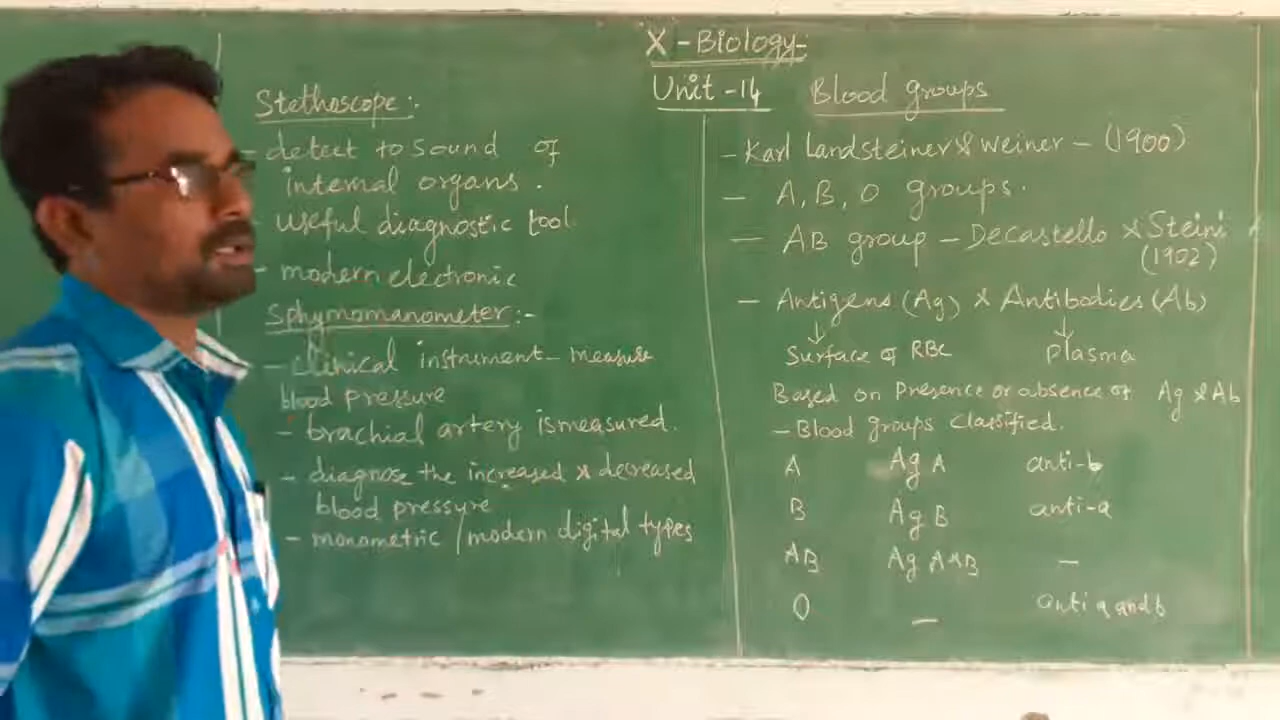 X - Biology:-
Unit - 14 Blood groups
Stethoscope :-
- detect to sound of
internal organs.
- useful diagnostic tool
- modern electronic
Sphymomanometer :-
- clinical instrument - measure
blood pressure
- brachial artery is measured.
- diagnose the increased & decreased
blood pressure
- monometric / modern digital types
- Karl Landsteiner & Weiner - (1900)
- A, B, O groups.
- AB group - Decastello & Steini
(1902)
- Antigens (Ag) & Antibodies (Ab)
↓ ↓
Surface of RBC plasma
Based on Presence or absence of Ag & Ab
- Blood groups classified.
A Ag A anti-b
B Ag B anti-a
AB Ag A & B -
O - anti a and b